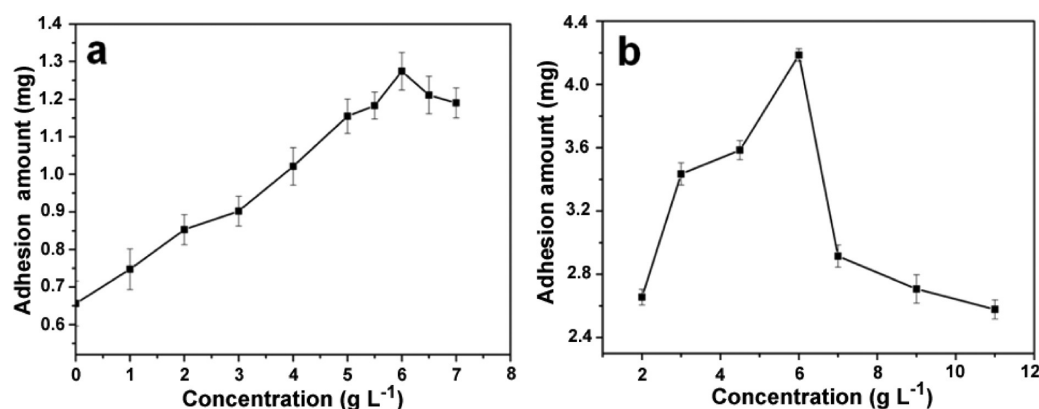 a
1.4
1.3
1.2
1.1
1.0
0.9
0.8
0.7
0.6
Adhesion amount (mg)
0 1 2 3 4 5 6 7 8
Concentration (g L⁻¹)
b
4.4
4.0
3.6
3.2
2.8
2.4
Adhesion amount (mg)
2 4 6 8 10 12
Concentration (g L⁻¹)